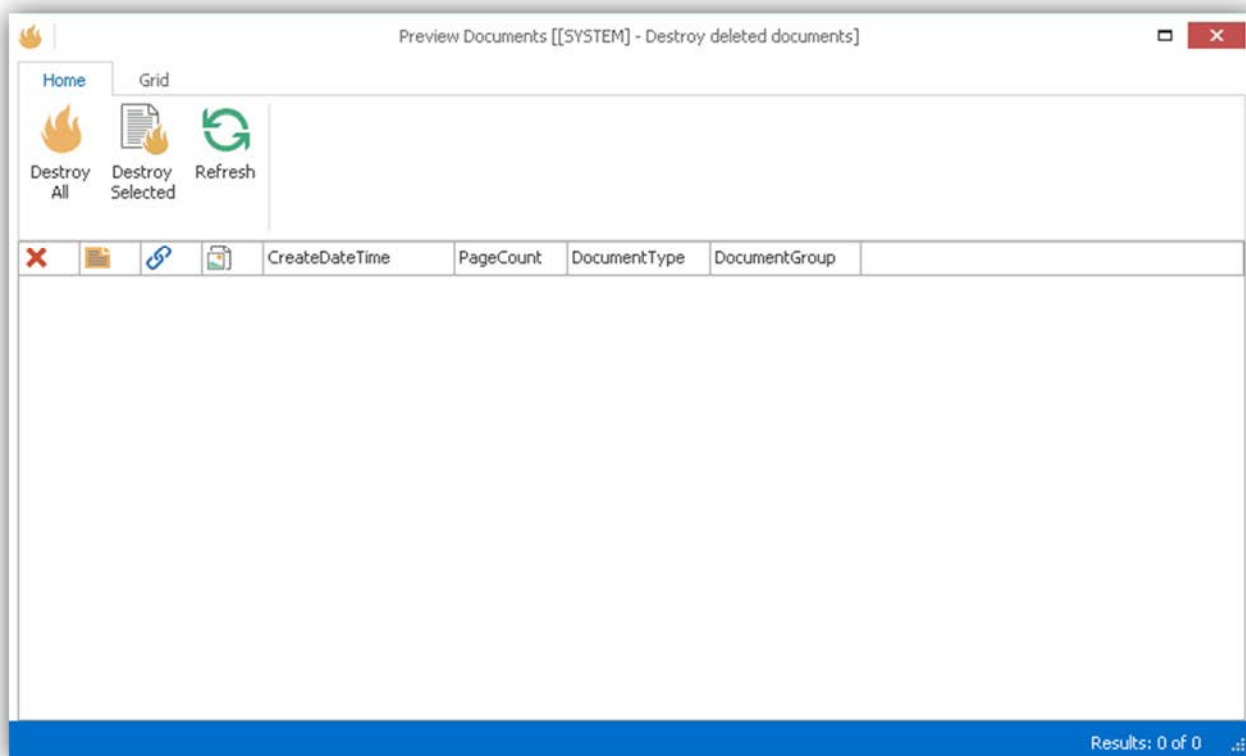 Preview Documents [[SYSTEM] - Destroy deleted documents]
Home Grid
Destroy All
Destroy Selected
Refresh
CreateDateTime PageCount DocumentType DocumentGroup
Results: 0 of 0